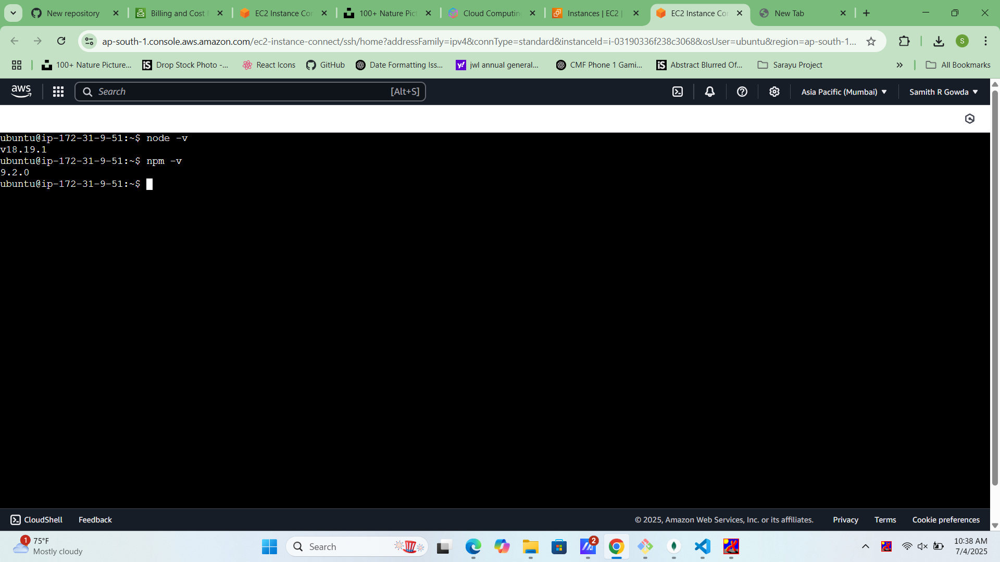 New repository
Billing and Cost
EC2 Instance Con
100+ Nature Pict
Cloud Computing
Instances | EC2 |
EC2 Instance Con
New Tab
ap-south-1.console.aws.amazon.com/ec2-instance-connect/ssh/home?addressFamily=ipv4&connType=standard&instanceId=i-03190336f238c3068&osUser=ubuntu&region=ap-south-1...
S
100+ Nature Picture...
iS
Drop Stock Photo -...
React Icons
GitHub
Date Formatting Iss...
y!
jwl annual general...
CMF Phone 1 Gami...
iS
Abstract Blurred Of...
Sarayu Project
All Bookmarks
aws
Search
[Alt+S]
Asia Pacific (Mumbai)
Samith R Gowda
ubuntu@ip-172-31-9-51:~$ node -v
v18.19.1
ubuntu@ip-172-31-9-51:~$ npm -v
9.2.0
ubuntu@ip-172-31-9-51:~$
CloudShell
Feedback
© 2025, Amazon Web Services, Inc. or its affiliates.
Privacy
Terms
Cookie preferences
1
75°F
Mostly cloudy
Search
2
10:38 AM
7/4/2025